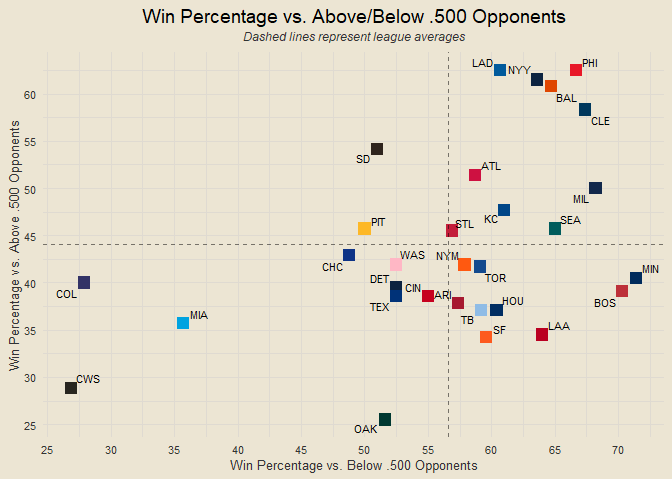 Win Percentage vs. Above/Below .500 Opponents
Dashed lines represent league averages
Win Percentage vs. Above .500 Opponents
60
55
50
45
40
35
30
25
LAD
NYY
PHI
BAL
CLE
SD
ATL
MIL
KC
PIT
STL
SEA
CHC
WAS
NYM
TOR
MIN
COL
DET
CIN
ARI
TEX
BOS
HOU
MIA
TB
SF
LAA
CWS
OAK
25 30 35 40 45 50 55 60 65 70
Win Percentage vs. Below .500 Opponents